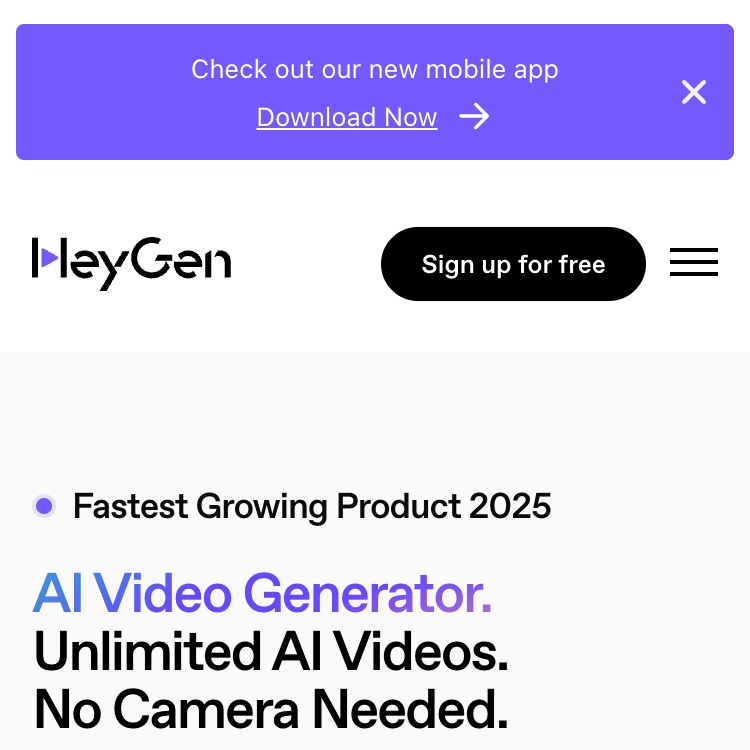 Check out our new mobile app
Download Now
HeyGen
Sign up for free
Fastest Growing Product 2025
AI Video Generator.
Unlimited AI Videos.
No Camera Needed.